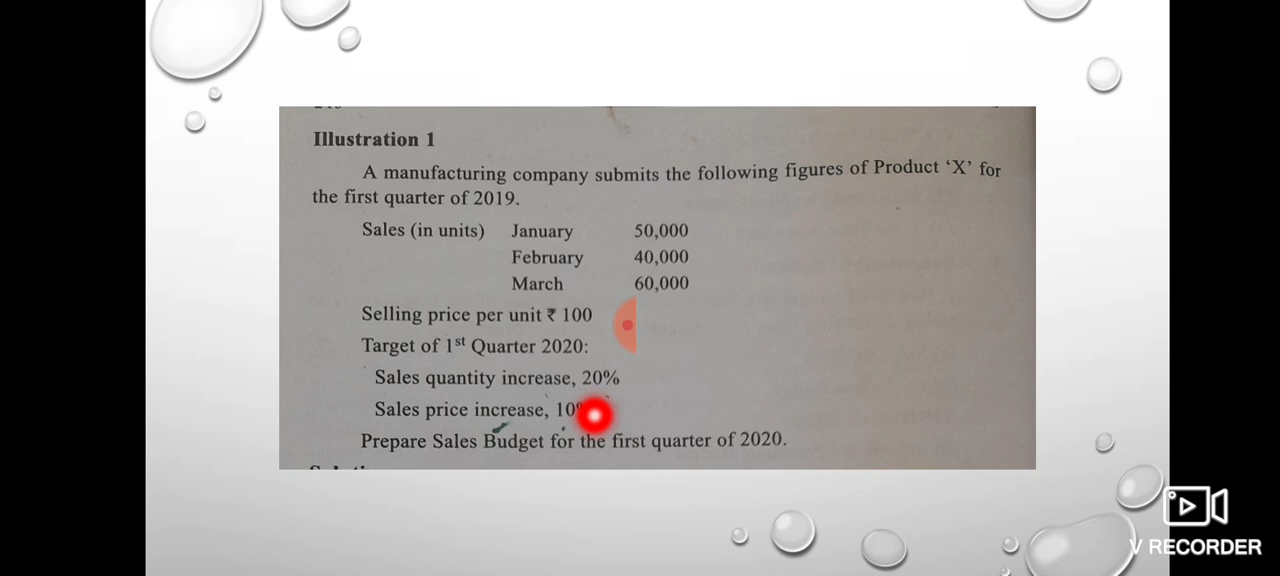 Illustration 1
A manufacturing company submits the following figures of Product ‘X’ for
the first quarter of 2019.
Sales (in units) January 50,000
February 40,000
March 60,000
Selling price per unit ₹ 100
Target of 1st Quarter 2020:
Sales quantity increase, 20%
Sales price increase, 10
Prepare Sales Budget for the first quarter of 2020.
V RECORDER